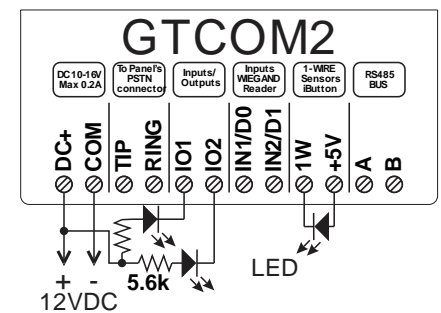 GTCOM2
DC10-16V
Max 0.2A
To Panel's
PSTN
connector
Inputs/
Outputs
Inputs
WIEGAND
Reader
1-WIRE
Sensors
iButton
RS485
BUS
DC+
COM
TIP
RING
IO1
IO2
IN1/D0
IN2/D1
1W
+5V
A
B
+ -
12VDC
5.6k
LED